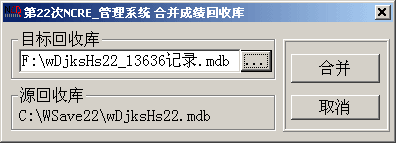 第22次NCRE_管理系统 合并成绩回收库
目标回收库
F:\wDjksHs22_13636记录.mdb
...
合并
源回收库
C:\WSave22\wDjksHs22.mdb
取消